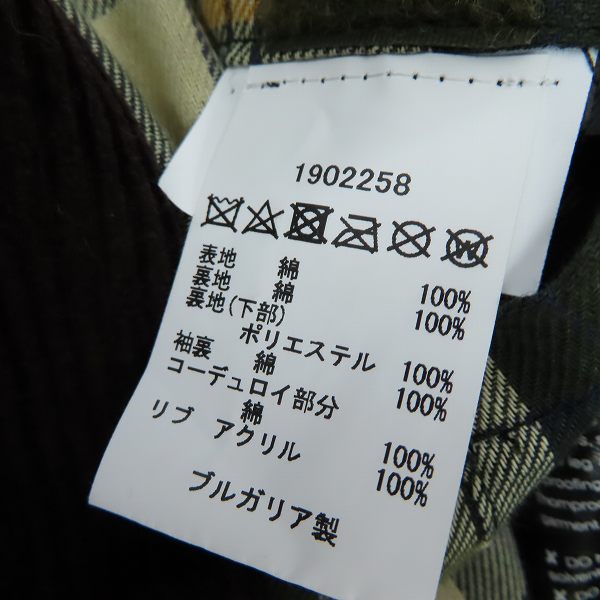 1902258
表地 綿 100%
裏地 綿 100%
裏地(下部)
ポリエステル 100%
袖裏 綿 100%
コーデュロイ部分
綿 100%
リブ アクリル 100%
ブルガリア製